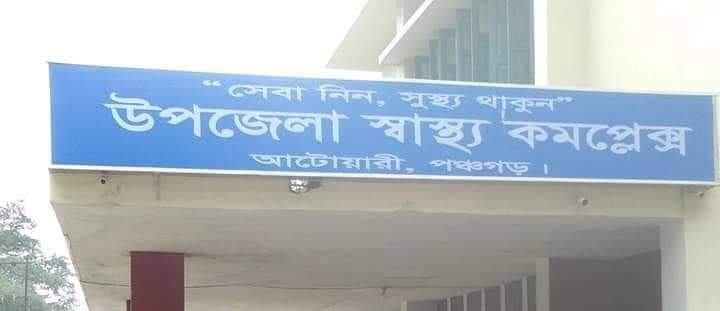 “সেবা নিন, সুস্থ্য থাকুন”
উপজেলা স্বাস্থ্য কমপ্লেক্স
আটোয়ারী, পঞ্চগড়।